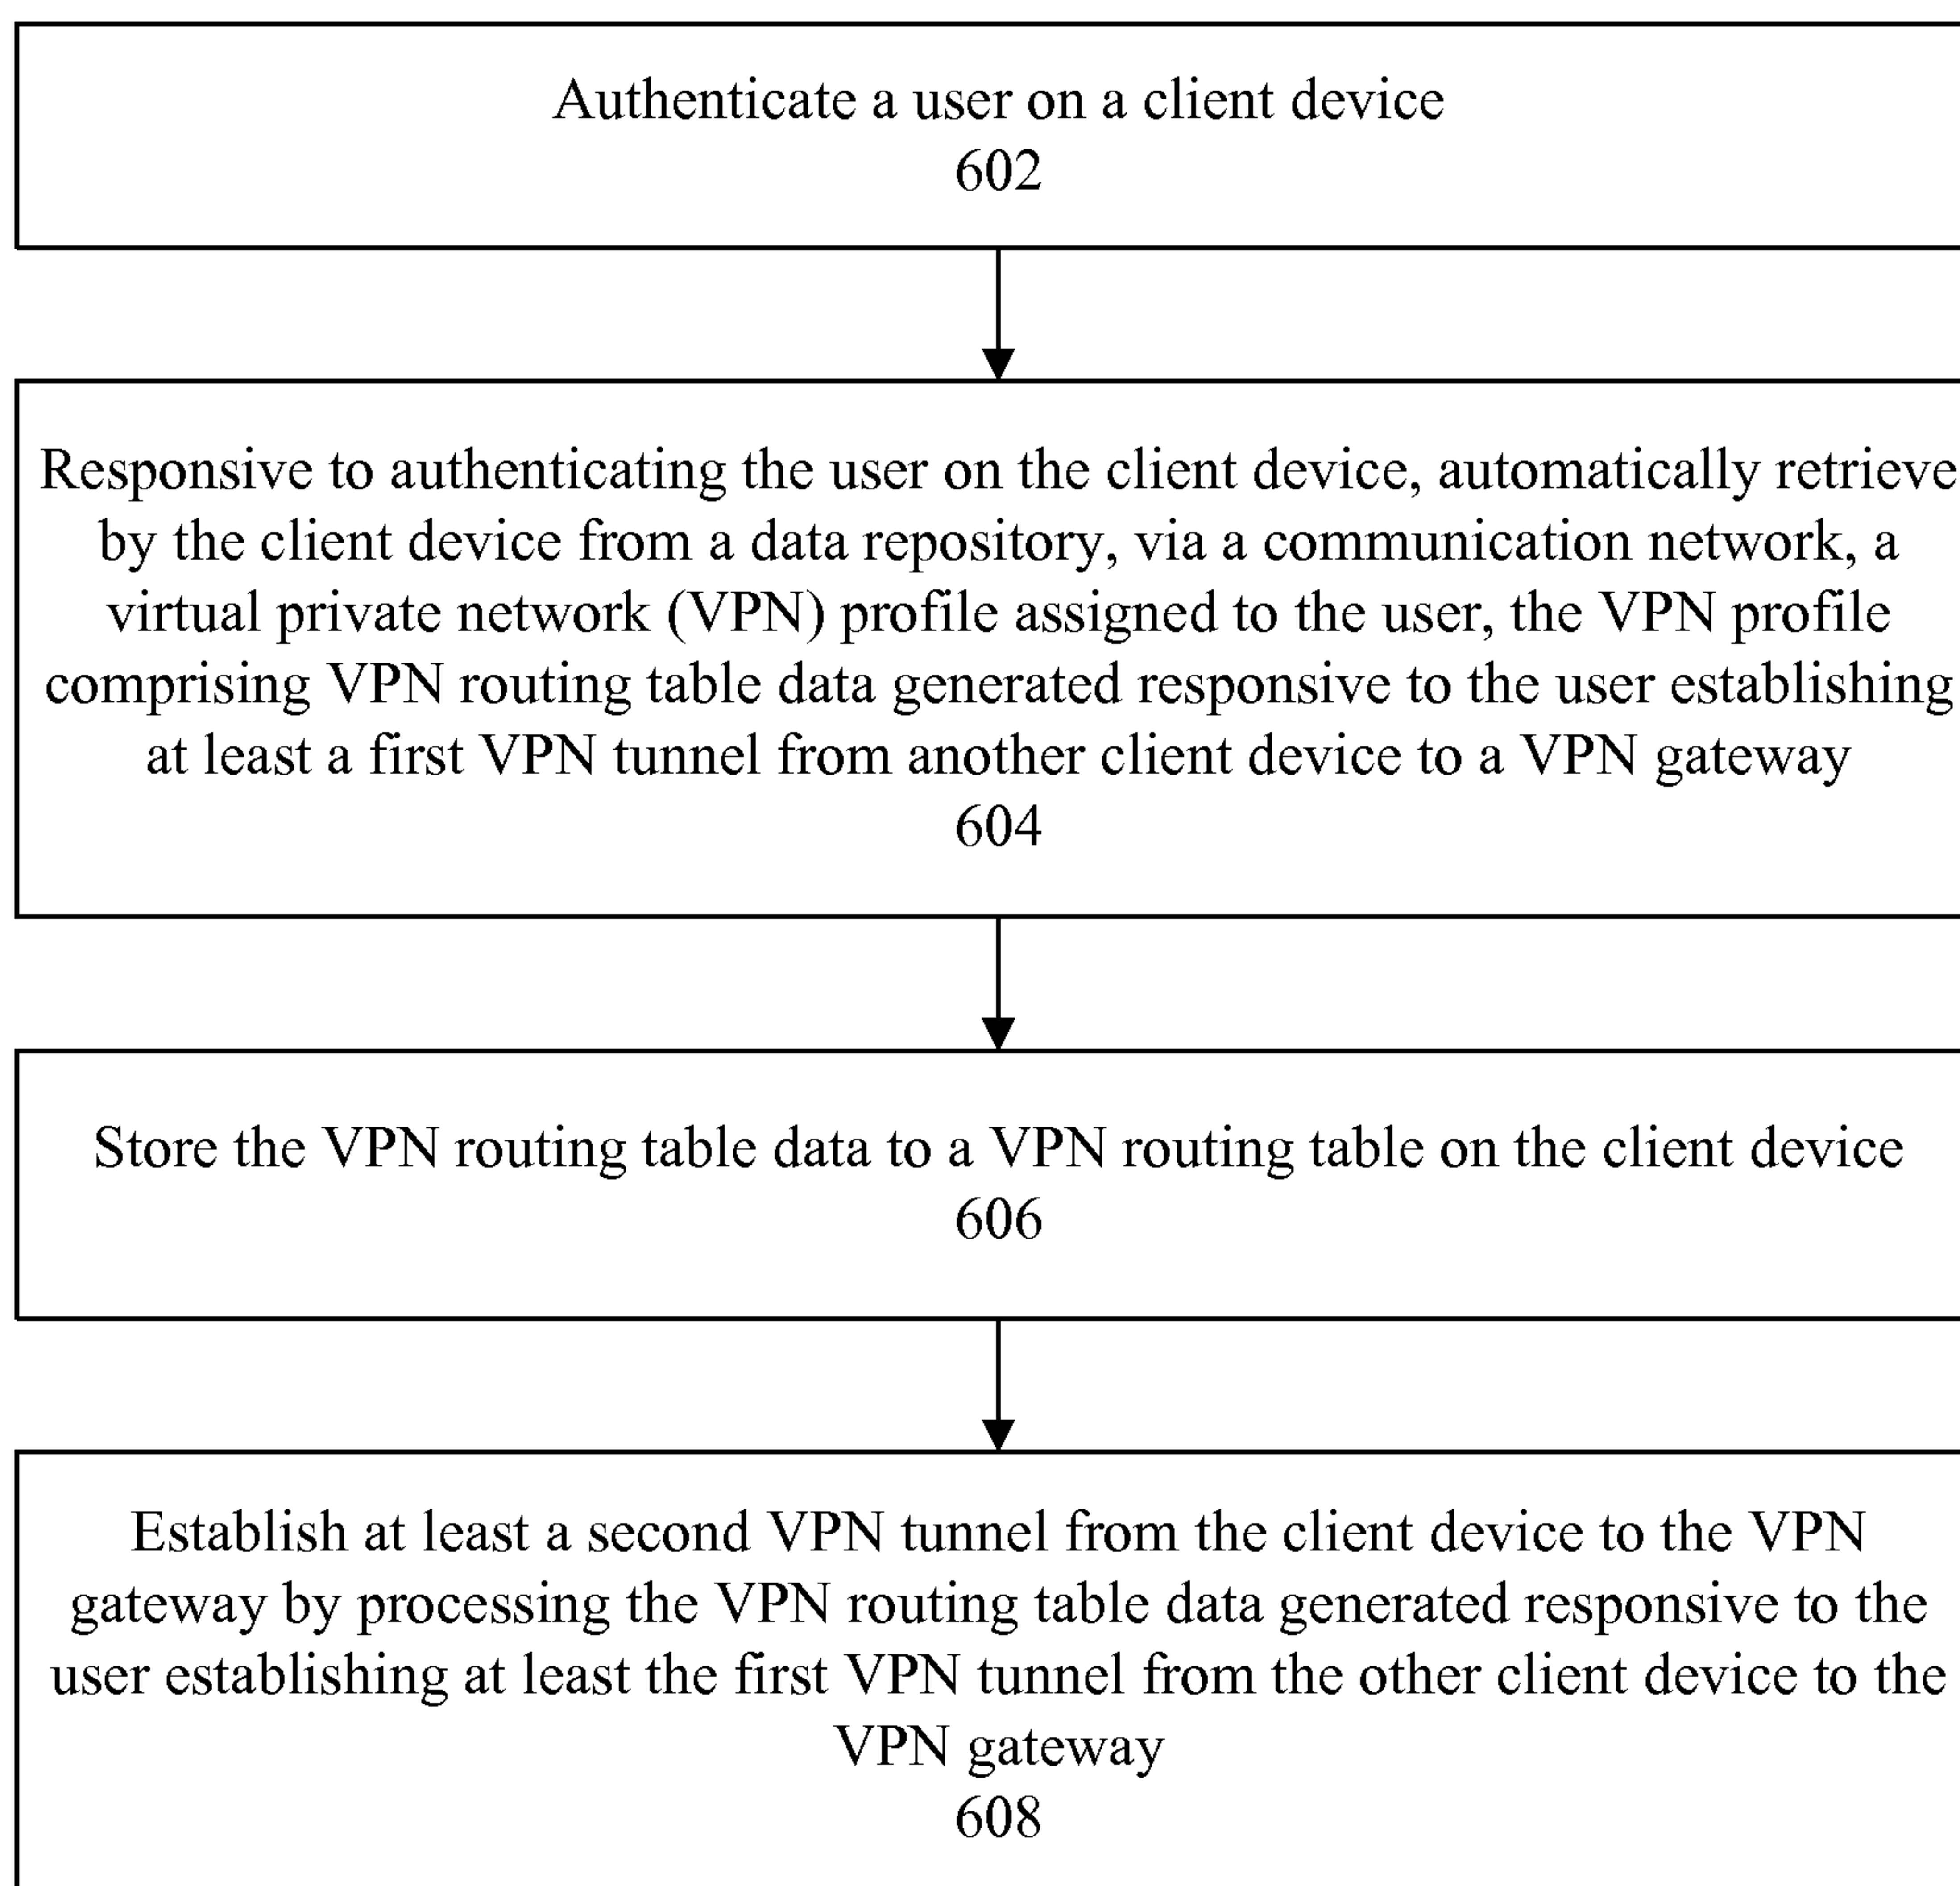 Authenticate a user on a client device
602
Responsive to authenticating the user on the client device, automatically retrieve
by the client device from a data repository, via a communication network, a
virtual private network (VPN) profile assigned to the user, the VPN profile
comprising VPN routing table data generated responsive to the user establishing
at least a first VPN tunnel from another client device to a VPN gateway
604
Store the VPN routing table data to a VPN routing table on the client device
606
Establish at least a second VPN tunnel from the client device to the VPN
gateway by processing the VPN routing table data generated responsive to the
user establishing at least the first VPN tunnel from the other client device to the
VPN gateway
608